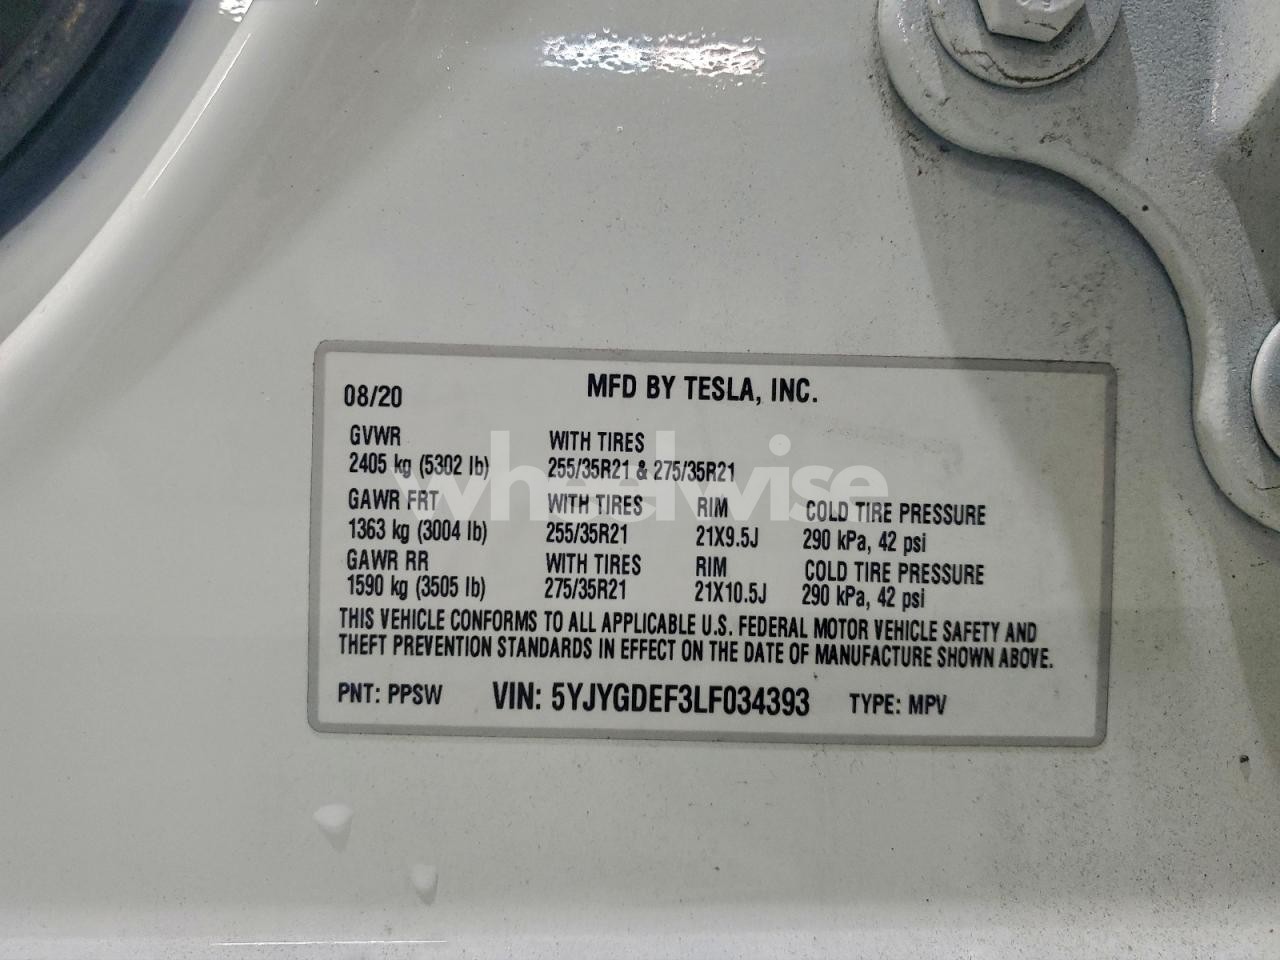 08/20 MFD BY TESLA, INC.
GVWR WITH TIRES
2405 kg (5302 lb) 255/35R21 & 275/35R21
GAWR FRT WITH TIRES RIM COLD TIRE PRESSURE
1363 kg (3004 lb) 255/35R21 21X9.5J 290 kPa, 42 psi
GAWR RR WITH TIRES RIM COLD TIRE PRESSURE
1590 kg (3505 lb) 275/35R21 21X10.5J 290 kPa, 42 psi
THIS VEHICLE CONFORMS TO ALL APPLICABLE U.S. FEDERAL MOTOR VEHICLE SAFETY AND
THEFT PREVENTION STANDARDS IN EFFECT ON THE DATE OF MANUFACTURE SHOWN ABOVE.
PNT: PPSW VIN: 5YJYGDEF3LF034393 TYPE: MPV
wheelwise